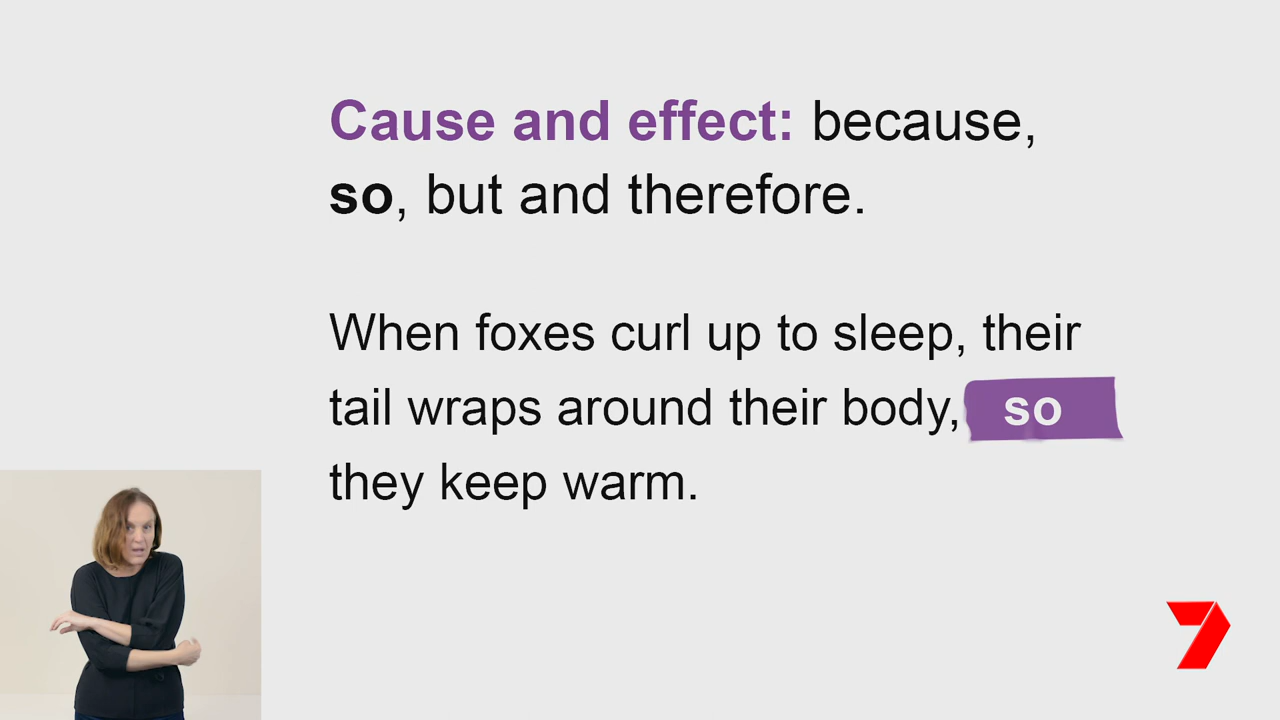 Cause and effect: because,
so, but and therefore.
When foxes curl up to sleep, their
tail wraps around their body, so
they keep warm.
7